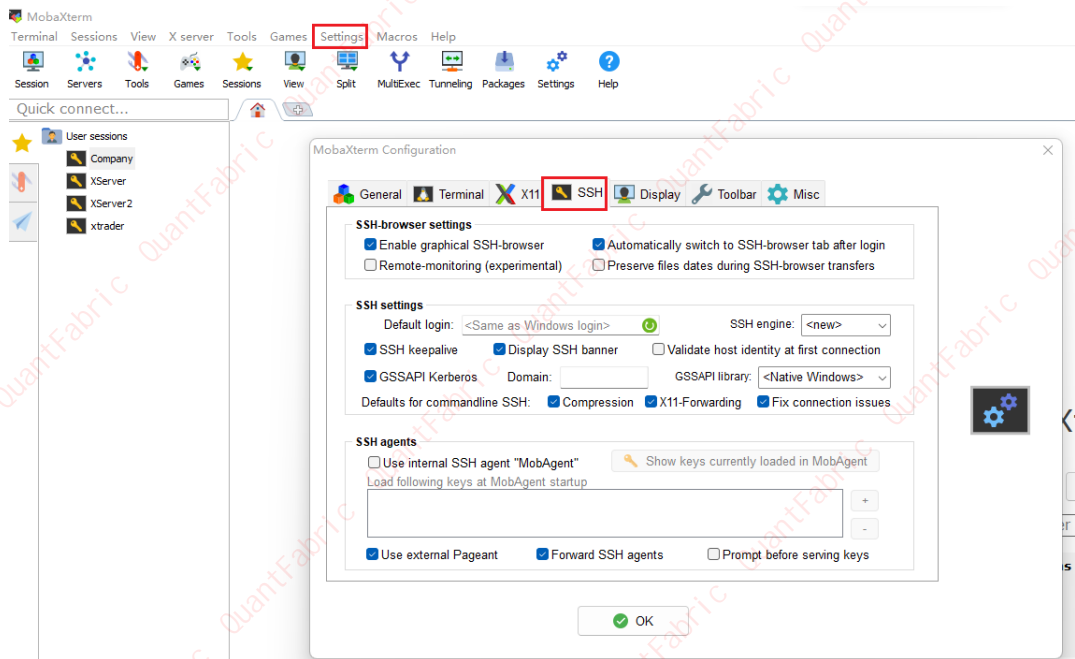 MobaXterm
Terminal Sessions View X server Tools Games Settings Macros Help
Session Servers Tools Games Sessions View Split MultiExec Tunneling Packages Settings Help
Quick connect...
User sessions
Company
XServer
XServer2
xtrader
MobaXterm Configuration
General Terminal X11 SSH Display Toolbar Misc
SSH-browser settings
Enable graphical SSH-browser Automatically switch to SSH-browser tab after login
Remote-monitoring (experimental) Preserve files dates during SSH-browser transfers
SSH settings
Default login: <Same as Windows login> SSH engine: <new>
SSH keepalive Display SSH banner Validate host identity at first connection
GSSAPI Kerberos Domain: GSSAPI library: <Native Windows>
Defaults for commandline SSH: Compression X11-Forwarding Fix connection issues
SSH agents
Use internal SSH agent "MobAgent" Show keys currently loaded in MobAgent
Load following keys at MobAgent startup
+
-
Use external Pageant Forward SSH agents Prompt before serving keys
OK
QuantFabric